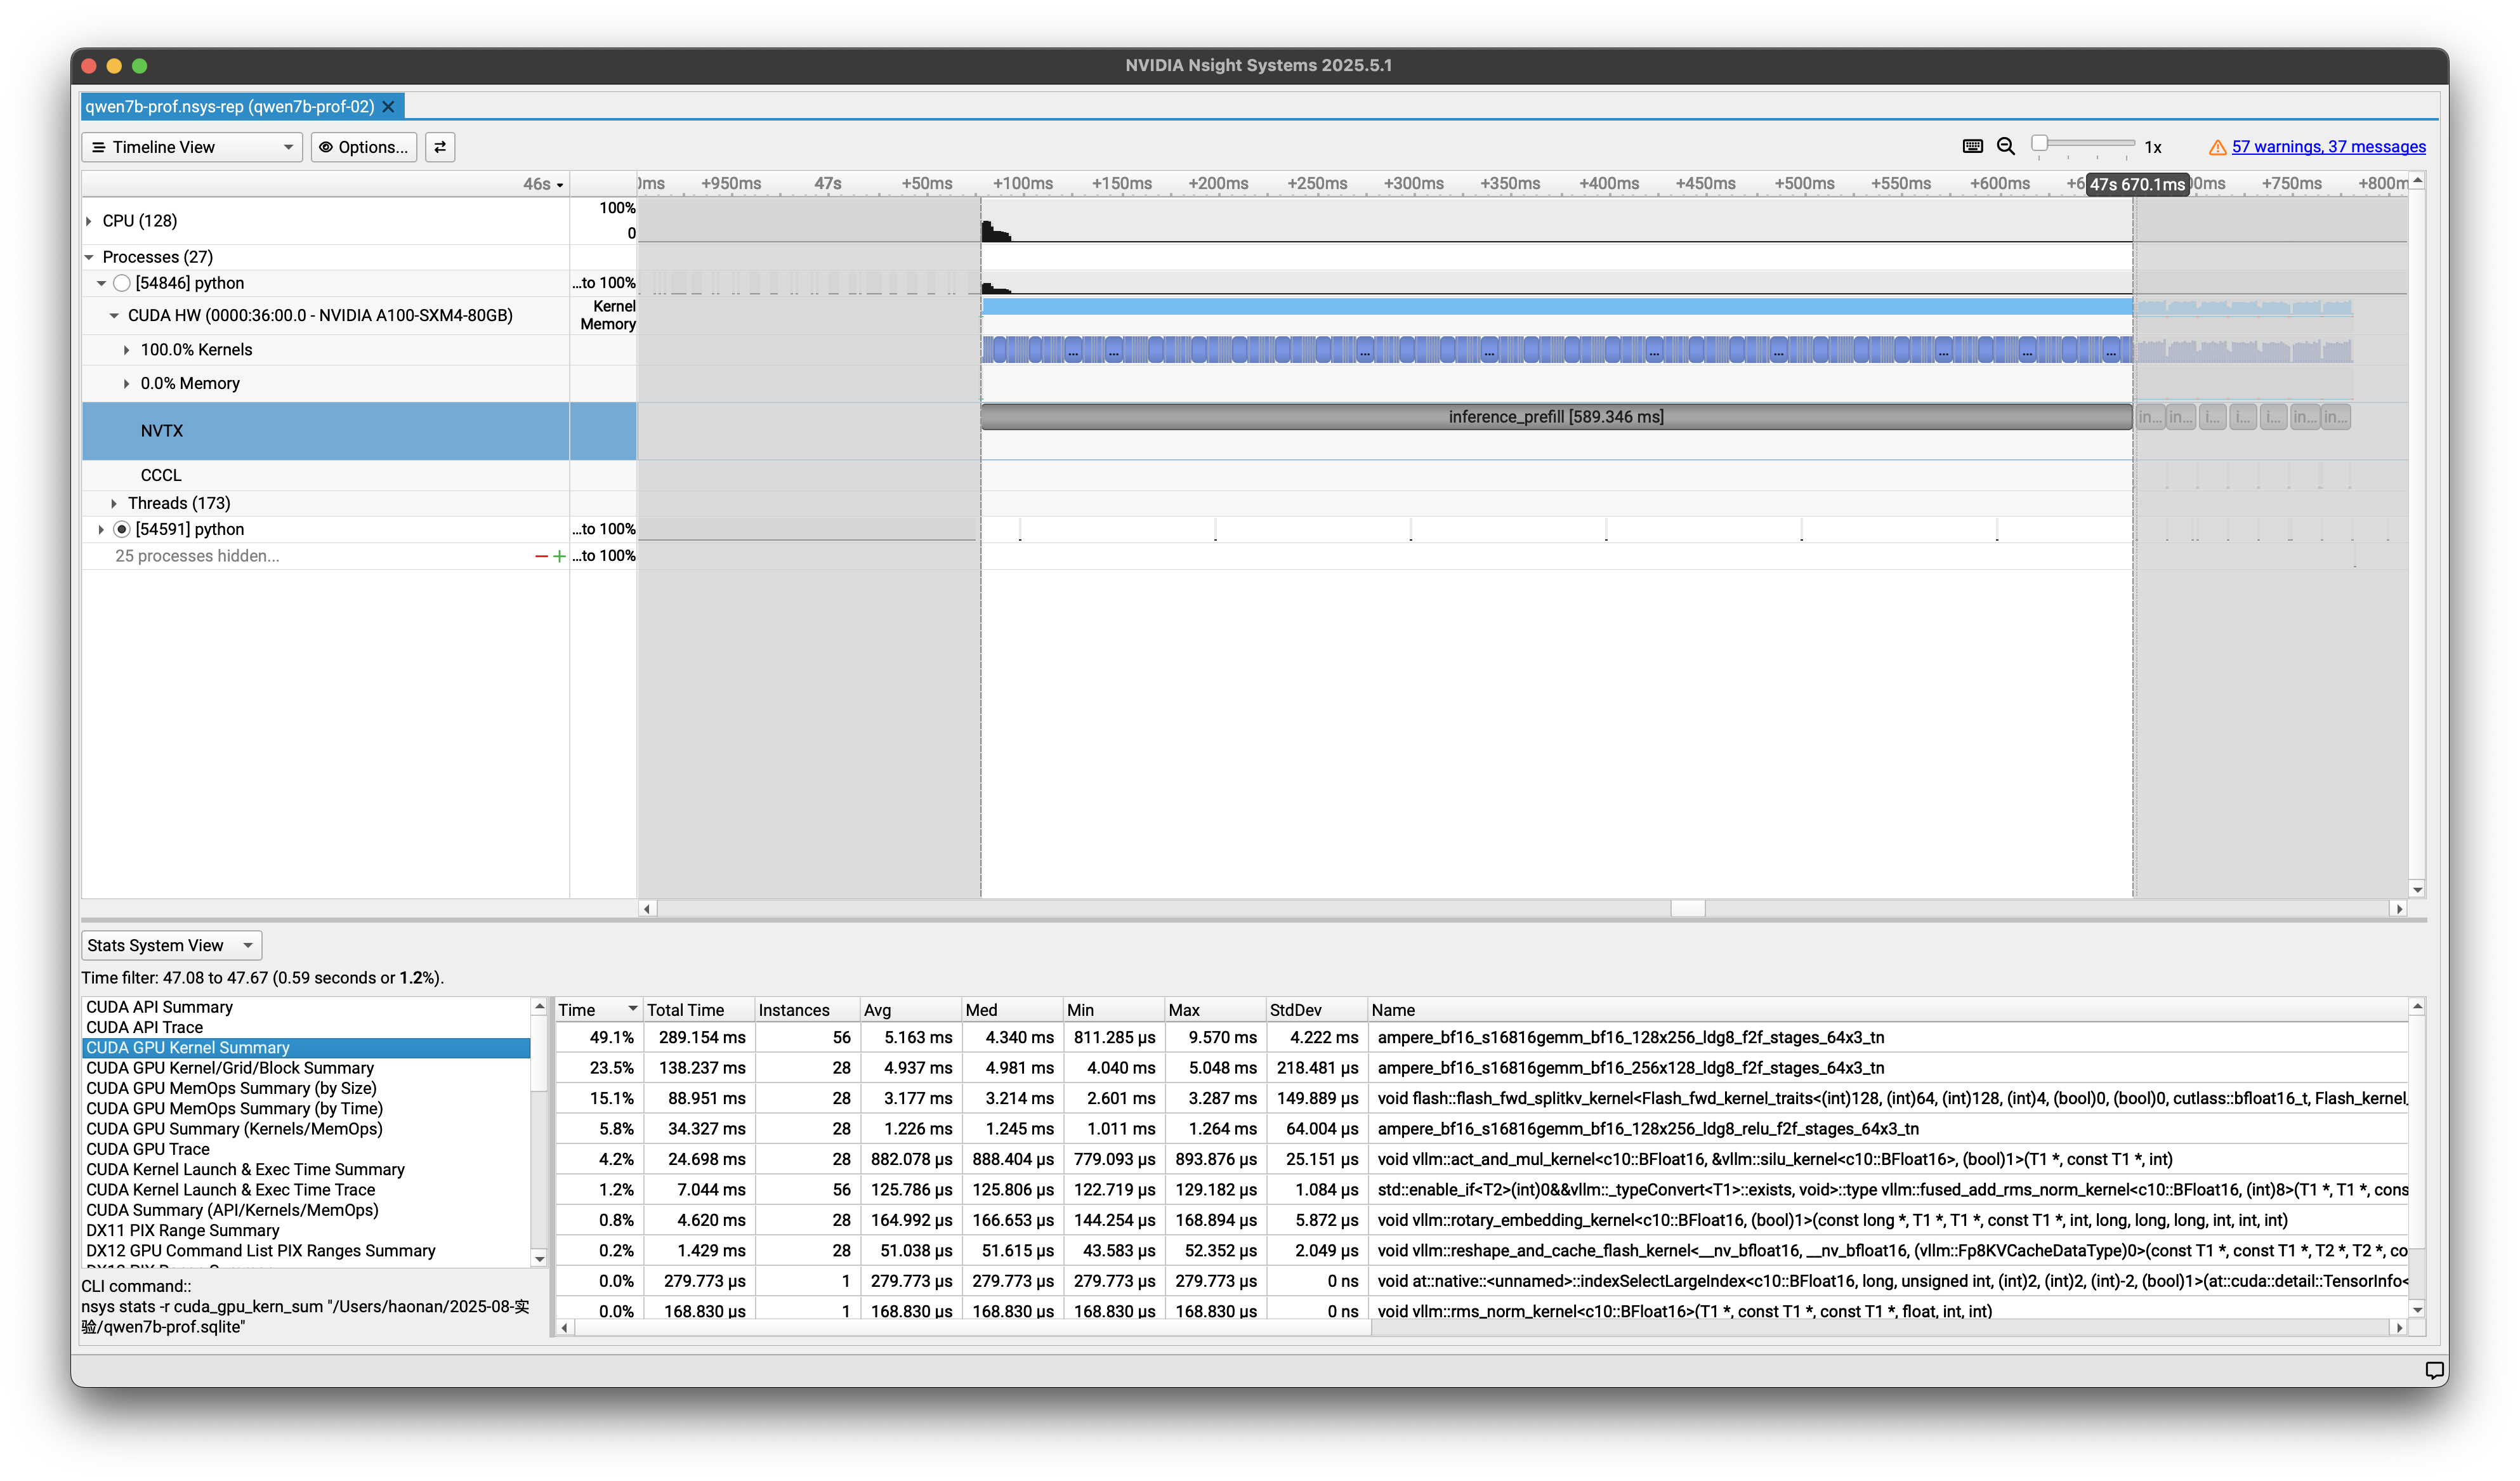 NVIDIA Nsight Systems 2025.5.1
qwen7b-prof.nsys-rep (qwen7b-prof-02)
Timeline View
Options...
1x
57 warnings, 37 messages
46s
0ms +950ms 47s +50ms +100ms +150ms +200ms +250ms +300ms +350ms +400ms +450ms +500ms +550ms +600ms +6 47s 670.1ms 00ms +750ms +800m
CPU (128) 100%
0
Processes (27)
[54846] python ...to 100%
CUDA HW (0000:36:00.0 - NVIDIA A100-SXM4-80GB) Kernel
Memory
100.0% Kernels
0.0% Memory
NVTX inference_prefill [589.346 ms] in... in... i... i... i... in... in...
CCCL
Threads (173)
[54591] python ...to 100%
25 processes hidden... ...to 100%
Stats System View
Time filter: 47.08 to 47.67 (0.59 seconds or 1.2%).
CUDA API Summary
CUDA API Trace
CUDA GPU Kernel Summary
CUDA GPU Kernel/Grid/Block Summary
CUDA GPU MemOps Summary (by Size)
CUDA GPU MemOps Summary (by Time)
CUDA GPU Summary (Kernels/MemOps)
CUDA GPU Trace
CUDA Kernel Launch & Exec Time Summary
CUDA Kernel Launch & Exec Time Trace
CUDA Summary (API/Kernels/MemOps)
DX11 PIX Range Summary
DX12 GPU Command List PIX Ranges Summary
CLI command::
nsys stats -r cuda_gpu_kern_sum "/Users/haonan/2025-08-实
验/qwen7b-prof.sqlite"
Time Total Time Instances Avg Med Min Max StdDev Name
49.1% 289.154 ms 56 5.163 ms 4.340 ms 811.285 μs 9.570 ms 4.222 ms ampere_bf16_s16816gemm_bf16_128x256_ldg8_f2f_stages_64x3_tn
23.5% 138.237 ms 28 4.937 ms 4.981 ms 4.040 ms 5.048 ms 218.481 μs ampere_bf16_s16816gemm_bf16_256x128_ldg8_f2f_stages_64x3_tn
15.1% 88.951 ms 28 3.177 ms 3.214 ms 2.601 ms 3.287 ms 149.889 μs void flash::flash_fwd_splitkv_kernel<Flash_fwd_kernel_traits<(int)128, (int)64, (int)128, (int)4, (bool)0, (bool)0, cutlass::bfloat16_t, Flash_kernel_
5.8% 34.327 ms 28 1.226 ms 1.245 ms 1.011 ms 1.264 ms 64.004 μs ampere_bf16_s16816gemm_bf16_128x256_ldg8_relu_f2f_stages_64x3_tn
4.2% 24.698 ms 28 882.078 μs 888.404 μs 779.093 μs 893.876 μs 25.151 μs void vllm::act_and_mul_kernel<c10::BFloat16, &vllm::silu_kernel<c10::BFloat16>, (bool)1>(T1 *, const T1 *, int)
1.2% 7.044 ms 56 125.786 μs 125.806 μs 122.719 μs 129.182 μs 1.084 μs std::enable_if<T2>(int)0&&vllm::_typeConvert<T1>::exists, void>::type vllm::fused_add_rms_norm_kernel<c10::BFloat16, (int)8>(T1 *, T1 *, cons
0.8% 4.620 ms 28 164.992 μs 166.653 μs 144.254 μs 168.894 μs 5.872 μs void vllm::rotary_embedding_kernel<c10::BFloat16, (bool)1>(const long *, T1 *, T1 *, const T1 *, int, long, long, long, int, int, int)
0.2% 1.429 ms 28 51.038 μs 51.615 μs 43.583 μs 52.352 μs 2.049 μs void vllm::reshape_and_cache_flash_kernel<__nv_bfloat16, __nv_bfloat16, (vllm::Fp8KVCacheDataType)0>(const T1 *, const T1 *, T2 *, T2 *, co
0.0% 279.773 μs 1 279.773 μs 279.773 μs 279.773 μs 279.773 μs 0 ns void at::native::<unnamed>::indexSelectLargeIndex<c10::BFloat16, long, unsigned int, (int)2, (int)2, (int)-2, (bool)1>(at::cuda::detail::TensorInfo<
0.0% 168.830 μs 1 168.830 μs 168.830 μs 168.830 μs 168.830 μs 0 ns void vllm::rms_norm_kernel<c10::BFloat16>(T1 *, const T1 *, const T1 *, float, int, int)